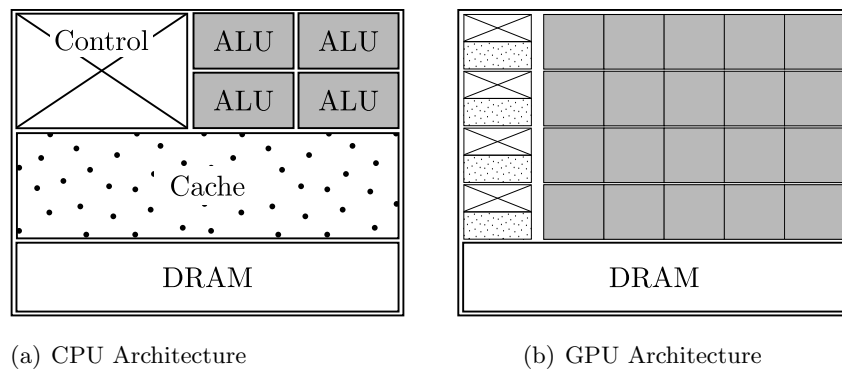 Control
ALU ALU
ALU ALU
Cache
DRAM
DRAM
(a) CPU Architecture
(b) GPU Architecture